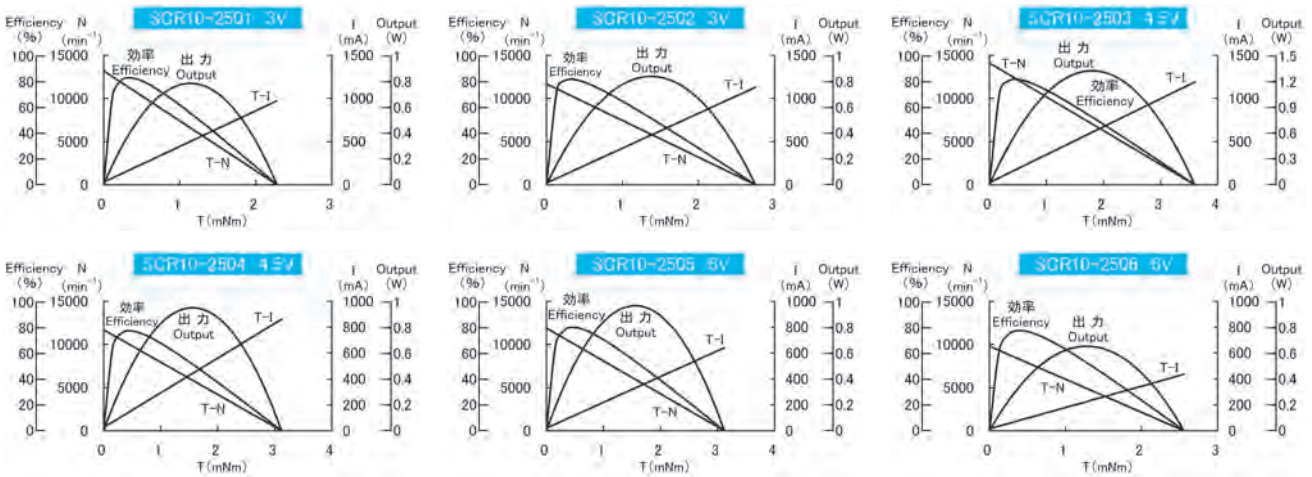 SCR10-2501 3V
Efficiency N I Output
(%) (min⁻¹) (mA) (W)
効率
Efficiency
出力
Output
T-I
T-N
100 15000 1500 1
80 0.8
10000 1000
60 0.6
40 0.4
5000 500
20 0.2
0 0 0 0
0 1 2 3
T(mNm)
SCR10-2502 3V
Efficiency N I Output
(%) (min⁻¹) (mA) (W)
効率
Efficiency
出力
Output
T-I
T-N
100 15000 1500 1
80 0.8
10000 1000
60 0.6
40 0.4
5000 500
20 0.2
0 0 0 0
0 1 2 3
T(mNm)
SCR10-2503 4.5V
Efficiency N I Output
(%) (min⁻¹) (mA) (W)
T-N
出力
Output
効率
Efficiency
T-I
100 15000 1500 1.5
80 1.2
10000 1000
60 0.9
40 0.6
5000 500
20 0.3
0 0 0 0
0 1 2 3 4
T(mNm)
SCR10-2504 4.5V
Efficiency N I Output
(%) (min⁻¹) (mA) (W)
効率
Efficiency
出力
Output
T-I
T-N
100 15000 1000 1
80 10000 800 0.8
60 600 0.6
40 5000 400 0.4
20 200 0.2
0 0 0 0
0 1 2 3 4
T(mNm)
SCR10-2505 6V
Efficiency N I Output
(%) (min⁻¹) (mA) (W)
効率
Efficiency
出力
Output
T-I
T-N
100 15000 1000 1
80 10000 800 0.8
60 600 0.6
40 5000 400 0.4
20 200 0.2
0 0 0 0
0 1 2 3 4
T(mNm)
SCR10-2506 6V
Efficiency N I Output
(%) (min⁻¹) (mA) (W)
効率
Efficiency
出力
Output
T-I
T-N
100 15000 1000 1
80 10000 800 0.8
60 600 0.6
40 5000 400 0.4
20 200 0.2
0 0 0 0
0 1 2 3
T(mNm)